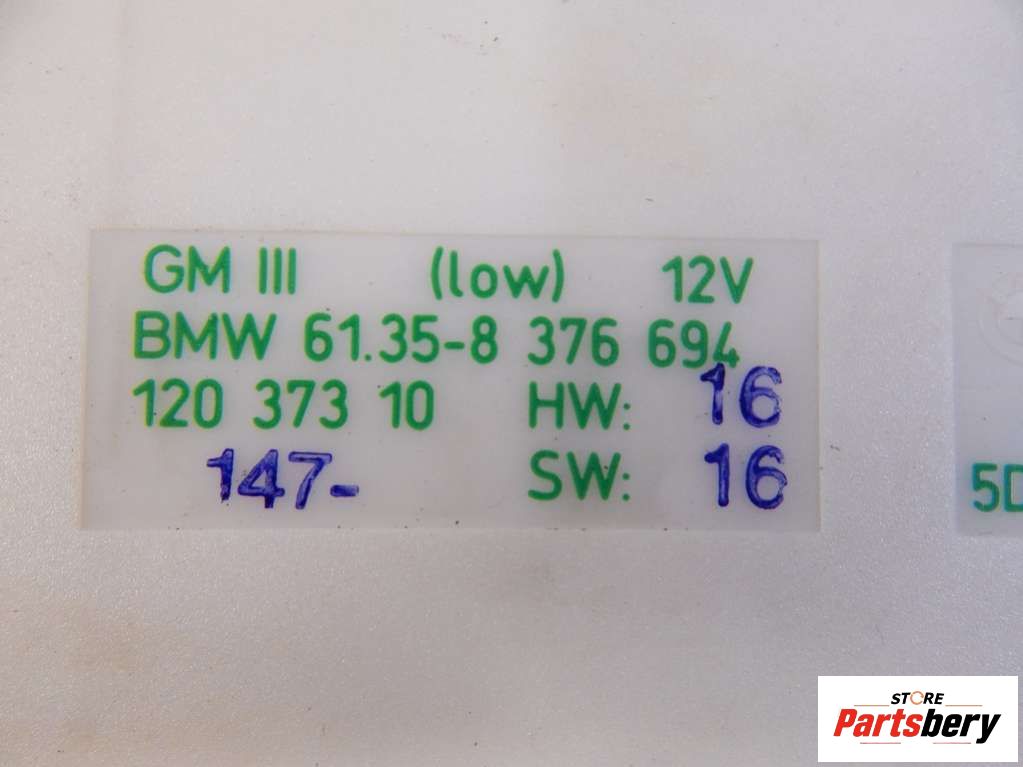 GM III (low) 12V
BMW 61.35-8 376 694
120 373 10 HW: 16
147- SW: 16
5D
STORE
Partsbery